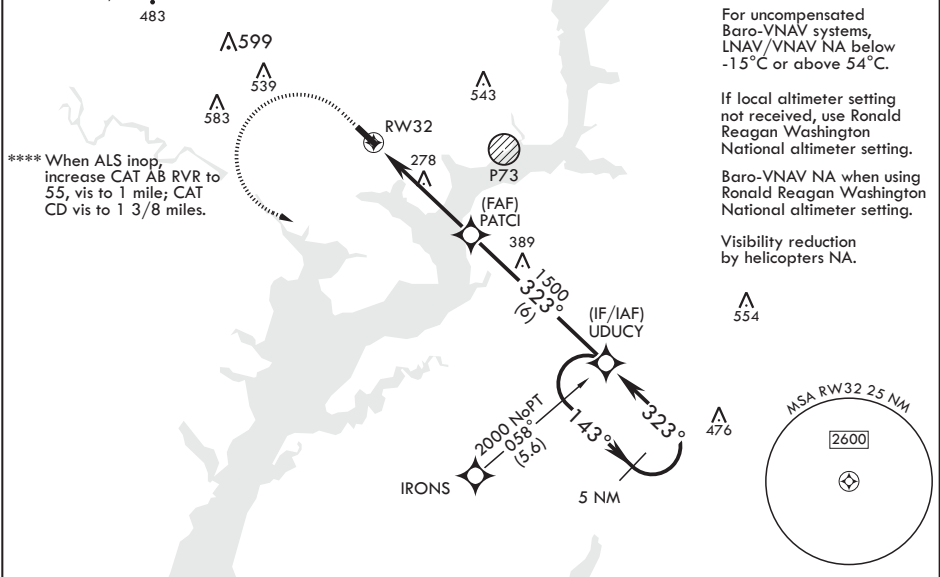 483
599
539
583
543
RW32
278
P73
**** When ALS inop,
increase CAT AB RVR to
55, vis to 1 mile; CAT
CD vis to 1 3/8 miles.
(FAF)
PATCI
389
1500
323°
(6)
(IF/IAF)
UDUCY
2000 NoPT
058°
(5.6)
IRONS
143°
323°
5 NM
476
554
For uncompensated
Baro-VNAV systems,
LNAV/VNAV NA below
-15°C or above 54°C.
If local altimeter setting
not received, use Ronald
Reagan Washington
National altimeter setting.
Baro-VNAV NA when using
Ronald Reagan Washington
National altimeter setting.
Visibility reduction
by helicopters NA.
MSA RW32 25 NM
2600